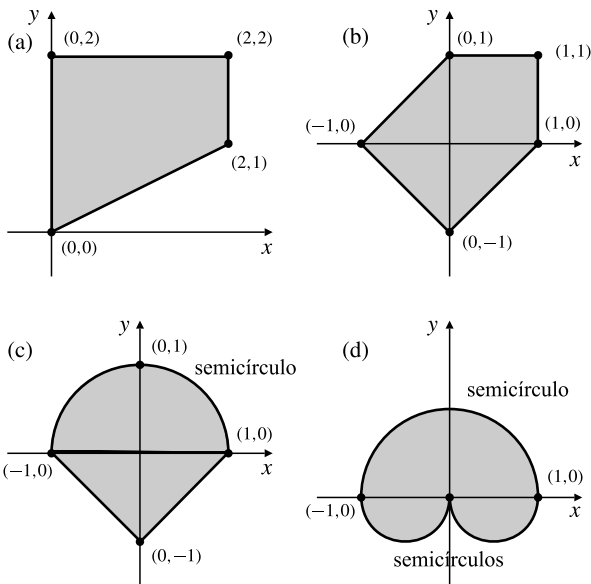 (a)
y
(0,2)
(2,2)
(2,1)
(0,0)
x
(b)
y
(0,1)
(1,1)
(−1,0)
(1,0)
x
(0,−1)
(c)
y
(0,1)
semicírculo
(1,0)
(−1,0)
x
(0,−1)
(d)
y
semicírculo
(1,0)
(−1,0)
x
semicírculos